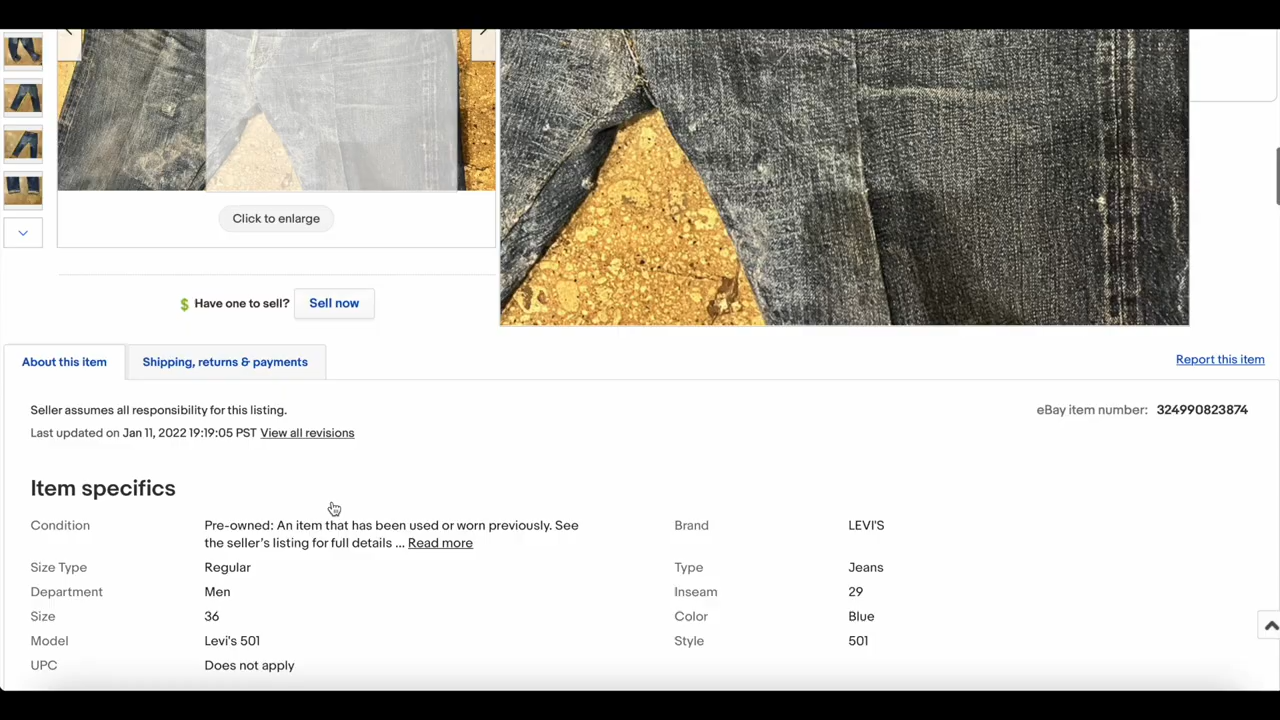 Click to enlarge
Have one to sell? Sell now
About this item Shipping, returns & payments Report this item
Seller assumes all responsibility for this listing. eBay item number: 324990823874
Last updated on Jan 11, 2022 19:19:05 PST View all revisions
Item specifics
Condition Pre-owned: An item that has been used or worn previously. See Brand LEVI'S
the seller's listing for full details ... Read more
Size Type Regular Type Jeans
Department Men Inseam 29
Size 36 Color Blue
Model Levi's 501 Style 501
UPC Does not apply